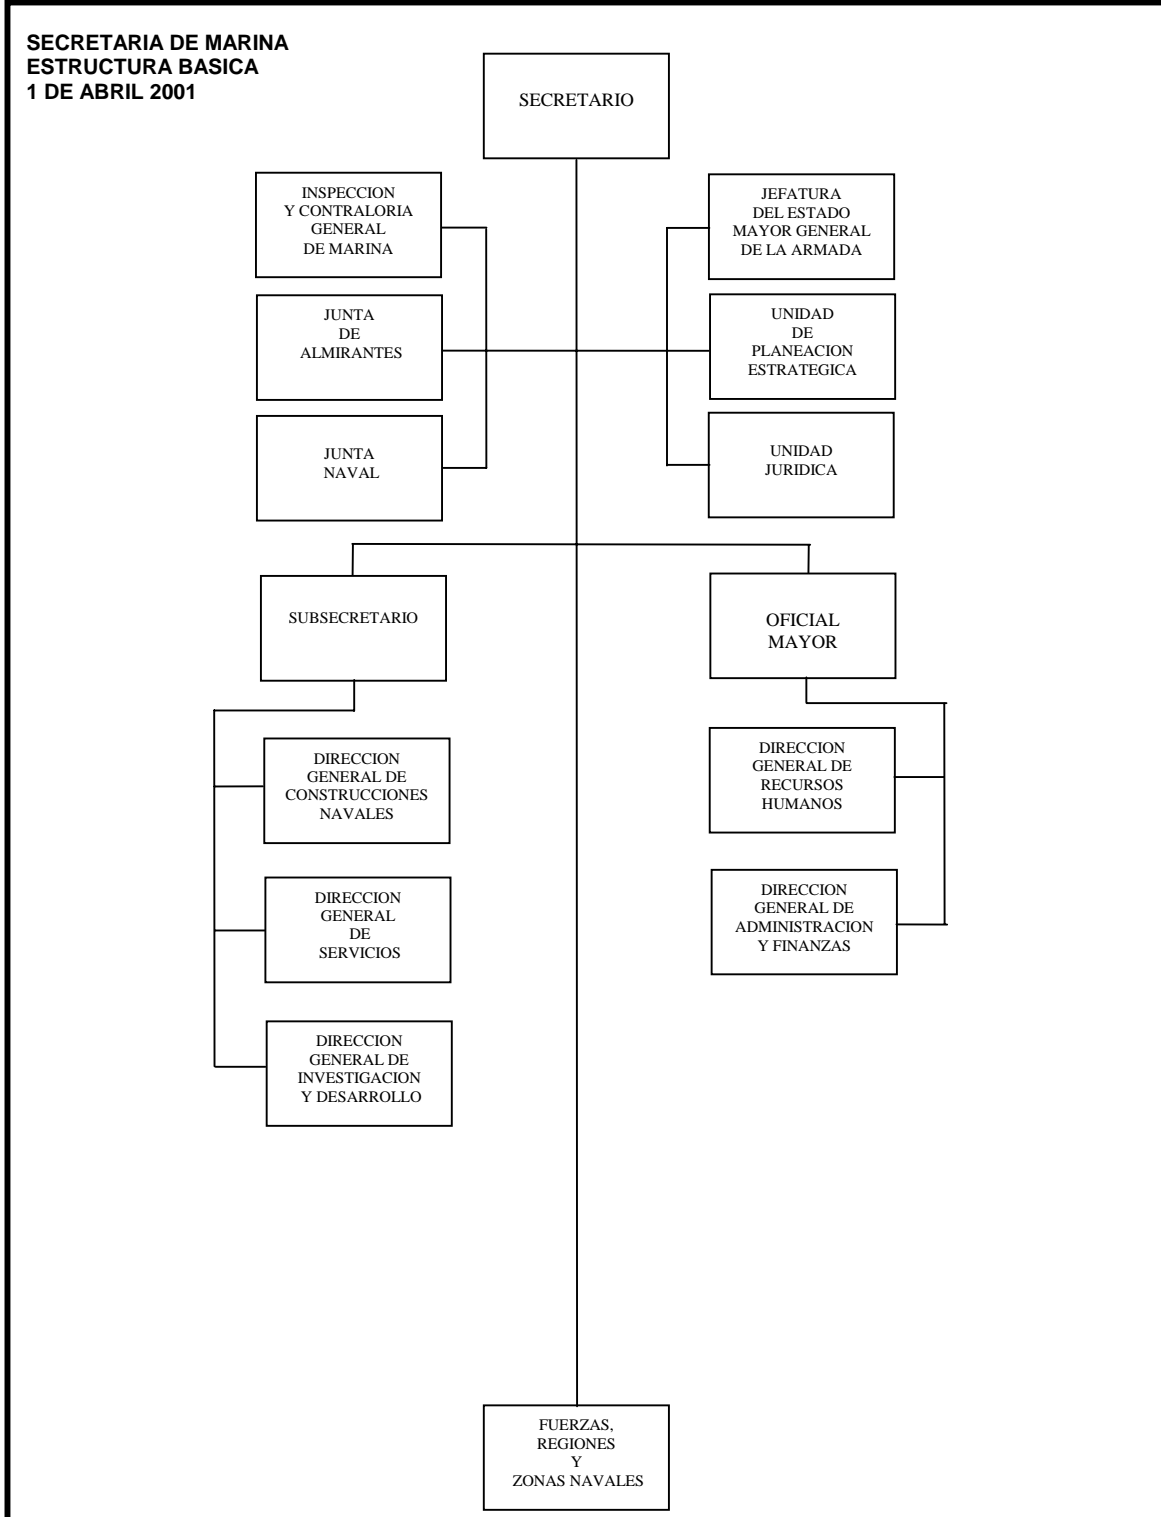 SECRETARIA DE MARINA
ESTRUCTURA BASICA
1 DE ABRIL 2001
SECRETARIO
INSPECCION
Y CONTRALORIA
GENERAL
DE MARINA
JEFATURA
DEL ESTADO
MAYOR GENERAL
DE LA ARMADA
JUNTA
DE
ALMIRANTES
UNIDAD
DE
PLANEACION
ESTRATEGICA
JUNTA
NAVAL
UNIDAD
JURIDICA
SUBSECRETARIO
OFICIAL
MAYOR
DIRECCION
GENERAL DE
CONSTRUCCIONES
NAVALES
DIRECCION
GENERAL DE
RECURSOS
HUMANOS
DIRECCION
GENERAL
DE
SERVICIOS
DIRECCION
GENERAL DE
ADMINISTRACION
Y FINANZAS
DIRECCION
GENERAL DE
INVESTIGACION
Y DESARROLLO
FUERZAS,
REGIONES
Y
ZONAS NAVALES